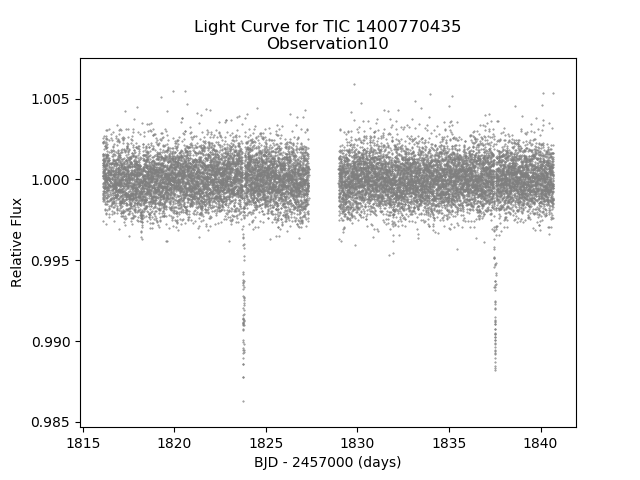 Light Curve for TIC 1400770435
Observation10
1.005
1.000
0.995
0.990
0.985
Relative Flux
1815 1820 1825 1830 1835 1840
BJD - 2457000 (days)